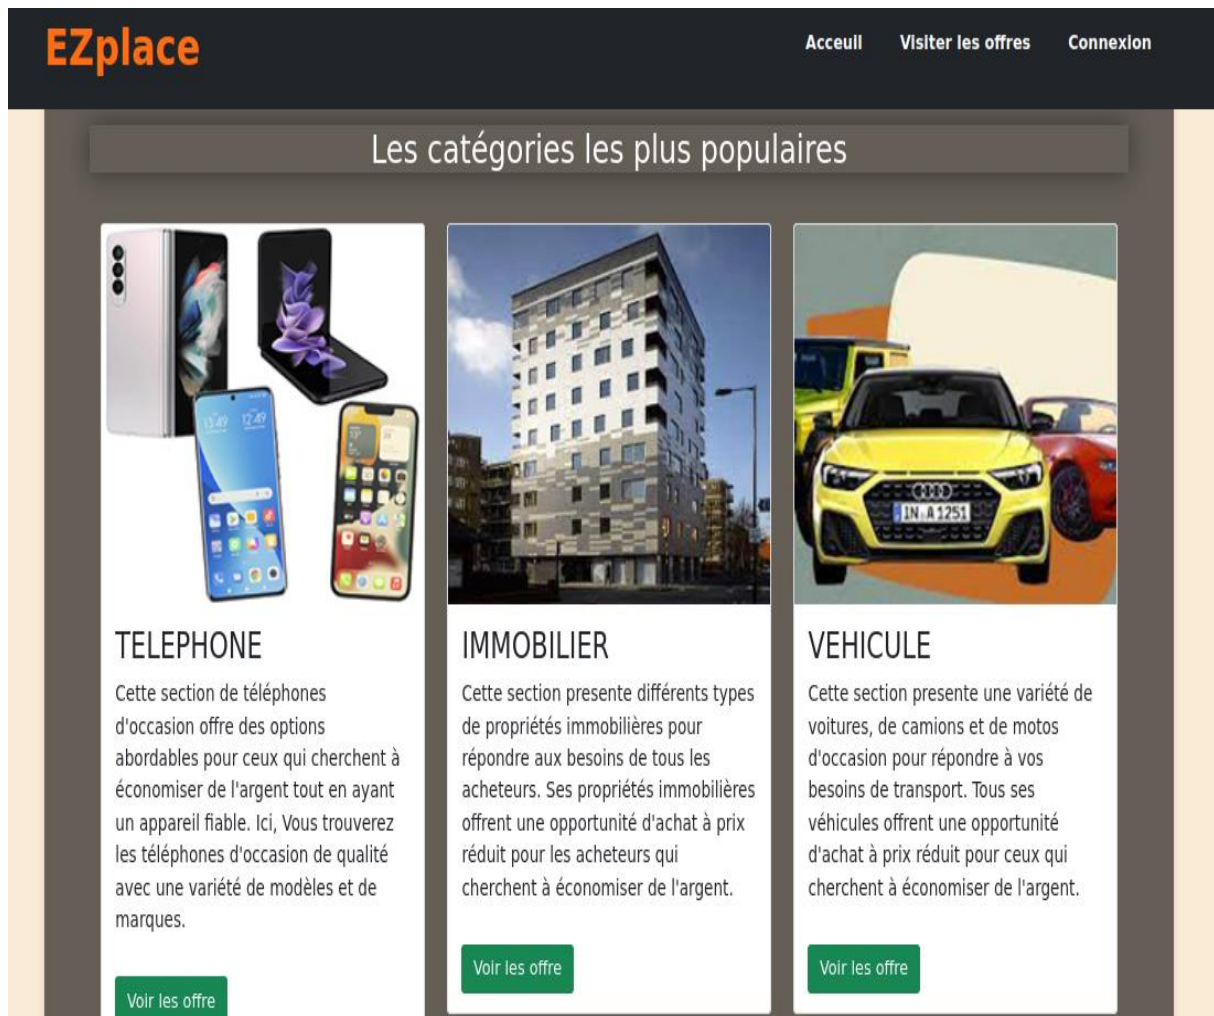 EZplace
Acceuil Visiter les offres Connexion
Les catégories les plus populaires
13:49 12:49
IN A 1251
TELEPHONE
Cette section de téléphones
d'occasion offre des options
abordables pour ceux qui cherchent à
économiser de l'argent tout en ayant
un appareil fiable. Ici, Vous trouverez
les téléphones d'occasion de qualité
avec une variété de modèles et de
marques.
Voir les offre
IMMOBILIER
Cette section presente différents types
de propriétés immobilières pour
répondre aux besoins de tous les
acheteurs. Ses propriétés immobilières
offrent une opportunité d'achat à prix
réduit pour les acheteurs qui
cherchent à économiser de l'argent.
Voir les offre
VEHICULE
Cette section presente une variété de
voitures, de camions et de motos
d'occasion pour répondre à vos
besoins de transport. Tous ses
véhicules offrent une opportunité
d'achat à prix réduit pour ceux qui
cherchent à économiser de l'argent.
Voir les offre